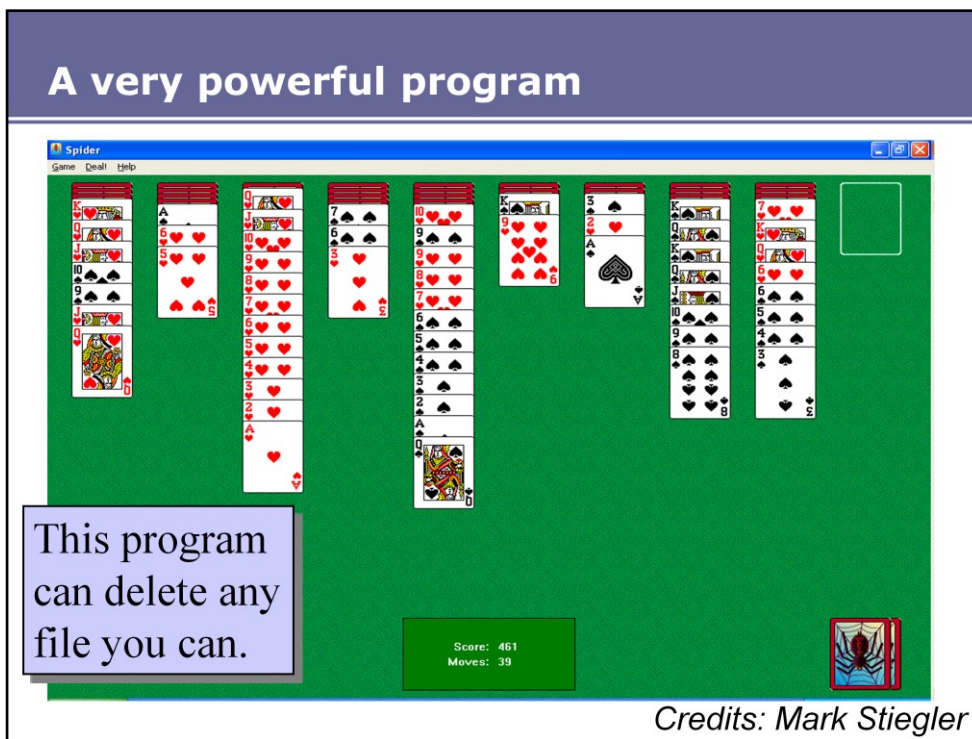 A very powerful program
Spider
Game Deal! Help
This program
can delete any
file you can.
Score: 461
Moves: 39
Credits: Mark Stiegler